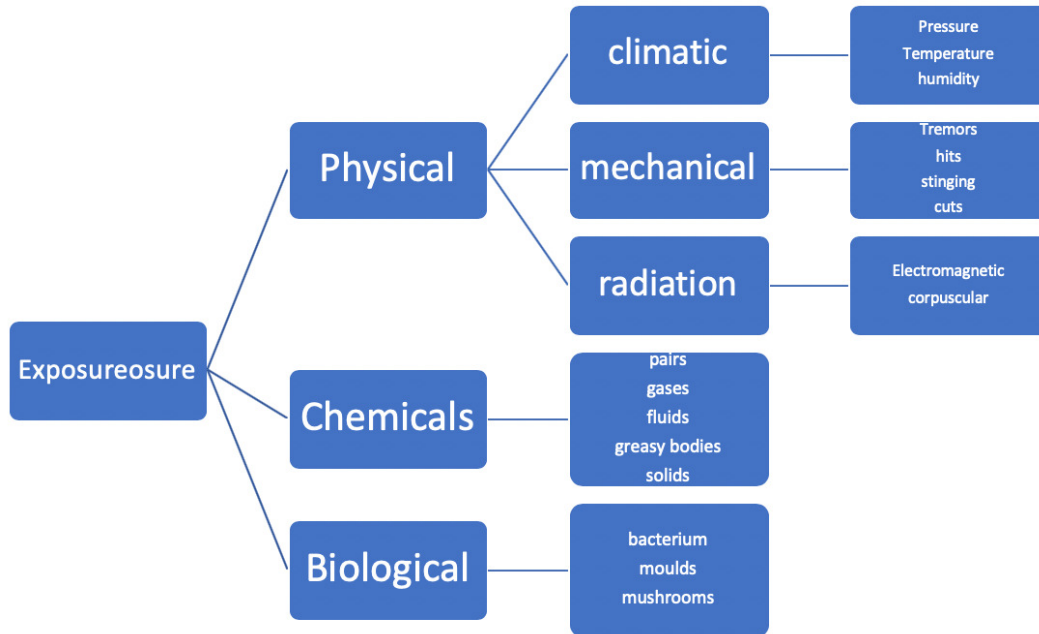 Exposureosure
Physical
climatic
Pressure
Temperature
humidity
mechanical
Tremors
hits
stinging
cuts
radiation
Electromagnetic
corpuscular
Chemicals
pairs
gases
fluids
greasy bodies
solids
Biological
bacterium
moulds
mushrooms